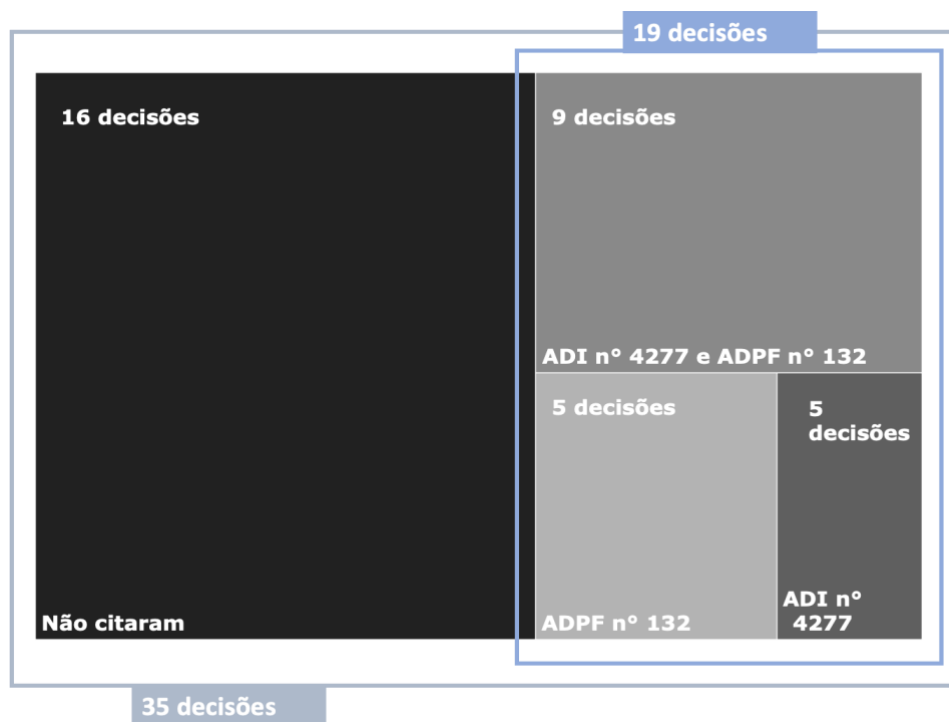 19 decisões
16 decisões
9 decisões
ADI n° 4277 e ADPF n° 132
5 decisões
5
decisões
Não citaram
ADPF n° 132
ADI n°
4277
35 decisões